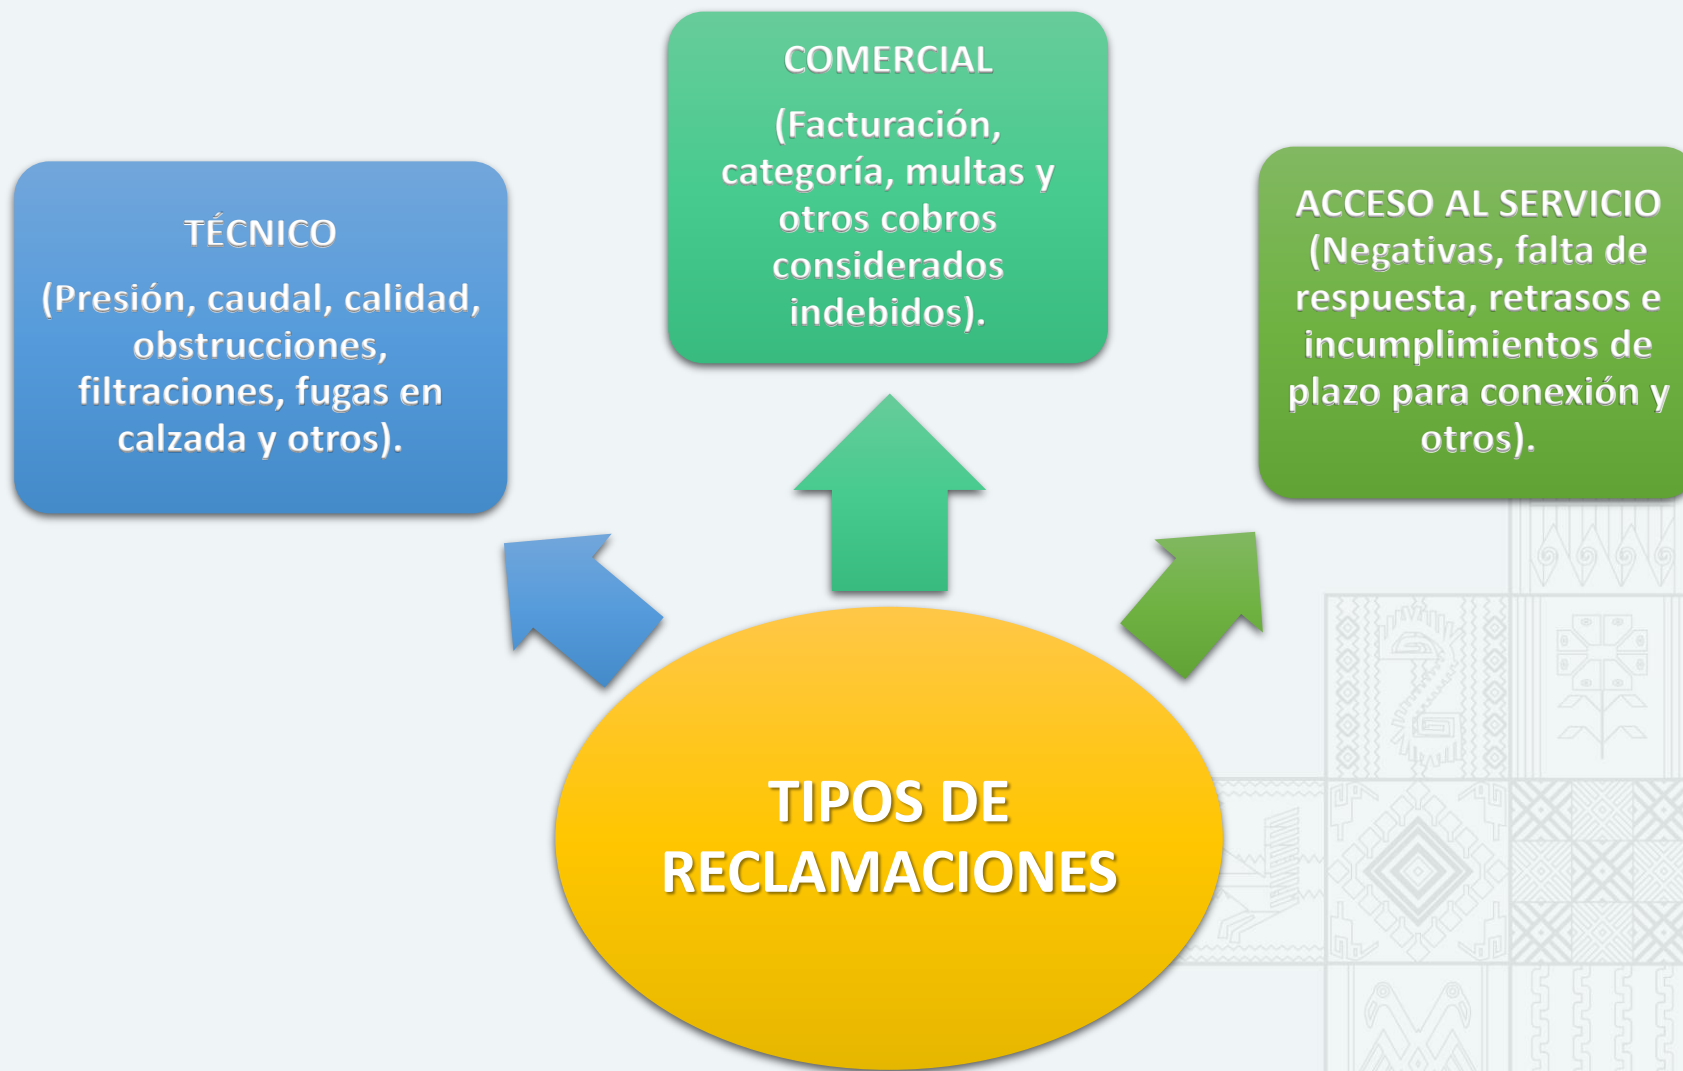 COMERCIAL
(Facturación,
categoría, multas y
otros cobros
considerados
indebidos).
TÉCNICO
(Presión, caudal, calidad,
obstrucciones,
filtraciones, fugas en
calzada y otros).
ACCESO AL SERVICIO
(Negativas, falta de
respuesta, retrasos e
incumplimientos de
plazo para conexión y
otros).
TIPOS DE
RECLAMACIONES